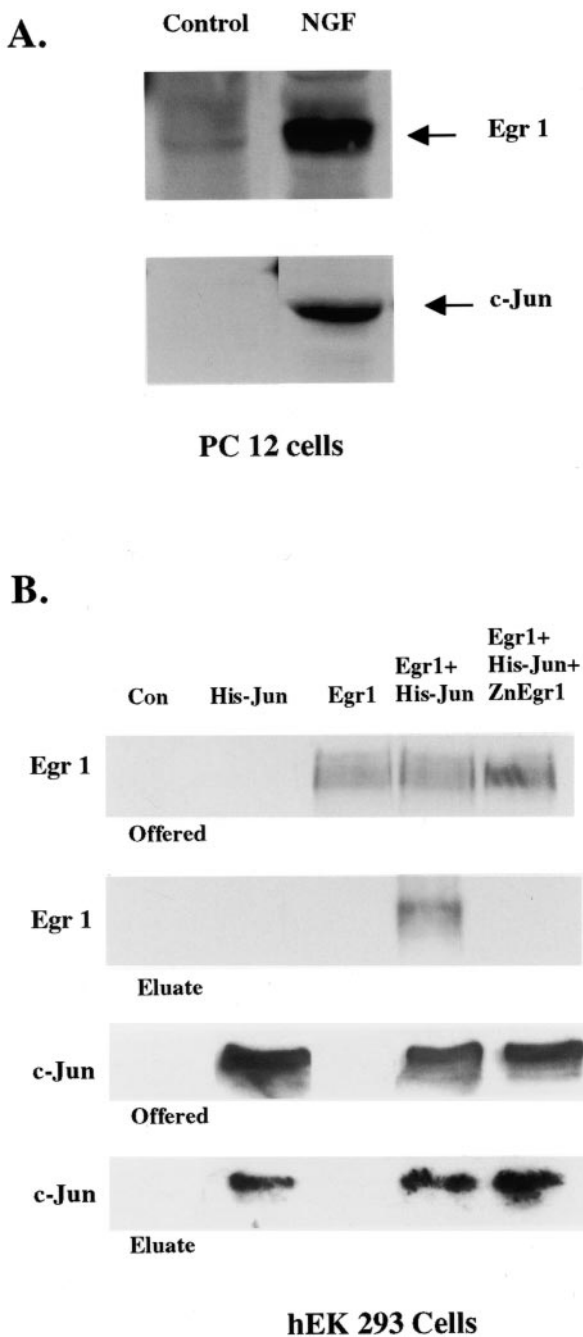 A.
Control NGF
Egr 1
c-Jun
PC 12 cells
B.
Con His-Jun Egr1 Egr1+ His-Jun Egr1+ His-Jun+ ZnEgr1
Egr 1
Offered
Egr 1
Eluate
c-Jun
Offered
c-Jun
Eluate
hEK 293 Cells